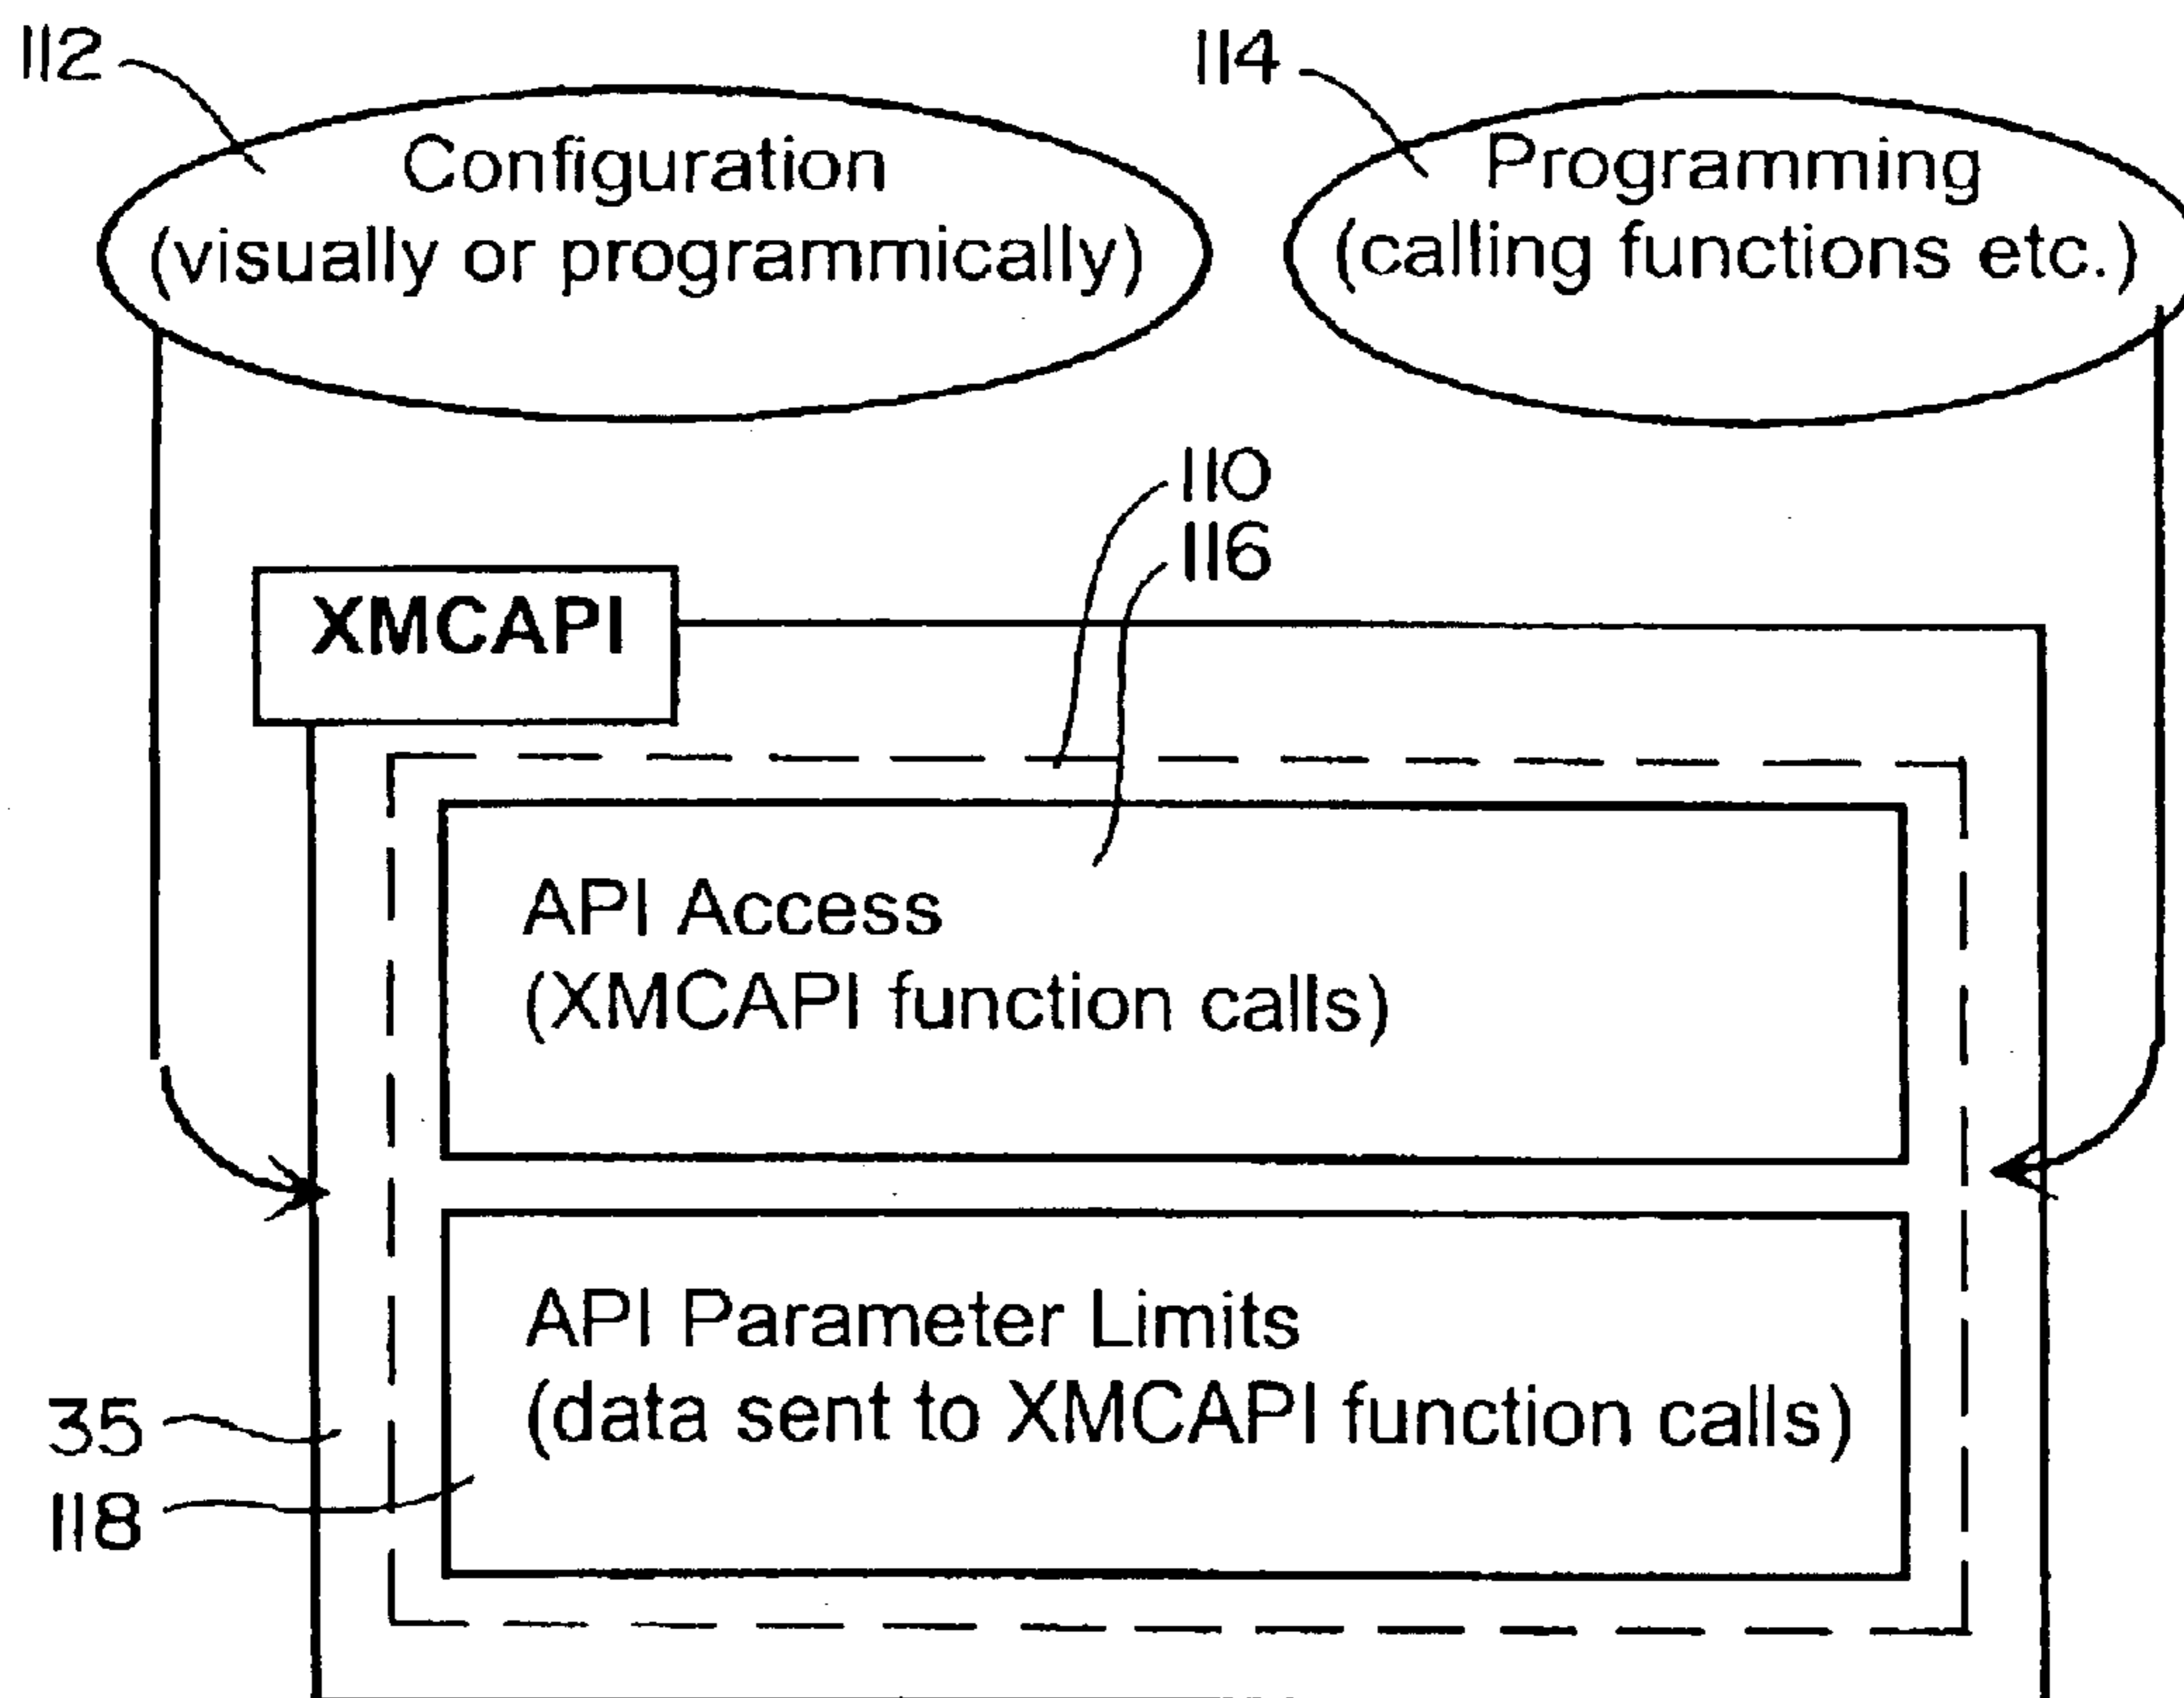 112
114
Configuration
(visually or programmically)
Programming
(calling functions etc.)
110
116
XMCAPI
API Access
(XMCAPI function calls)
API Parameter Limits
(data sent to XMCAPI function calls)
35
118